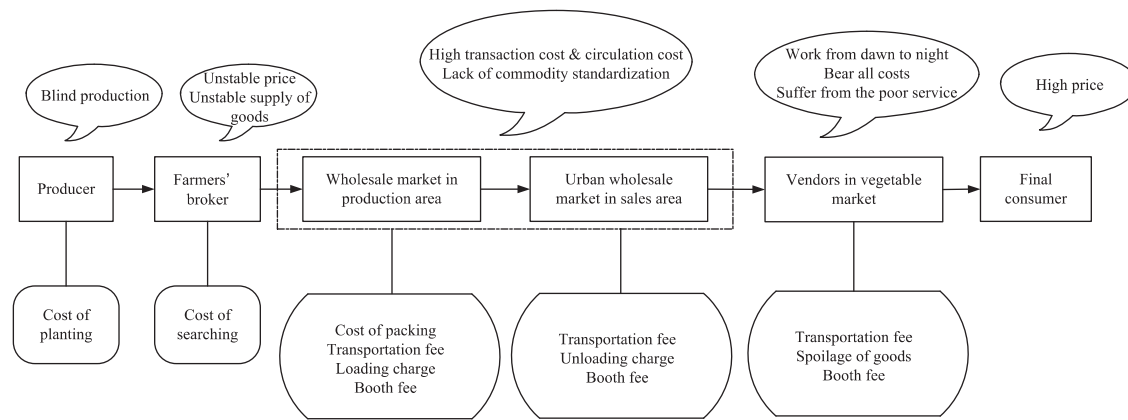 High transaction cost & circulation cost
Lack of commodity standardization
Work from dawn to night
Bear all costs
Suffer from the poor service
Unstable price
Unstable supply of
goods
Blind production
High price
Producer
Farmers'
broker
Wholesale market in
production area
Urban wholesale
market in sales area
Vendors in vegetable
market
Final
consumer
Cost of
planting
Cost of
searching
Cost of packing
Transportation fee
Loading charge
Booth fee
Transportation fee
Unloading charge
Booth fee
Transportation fee
Spoilage of goods
Booth fee